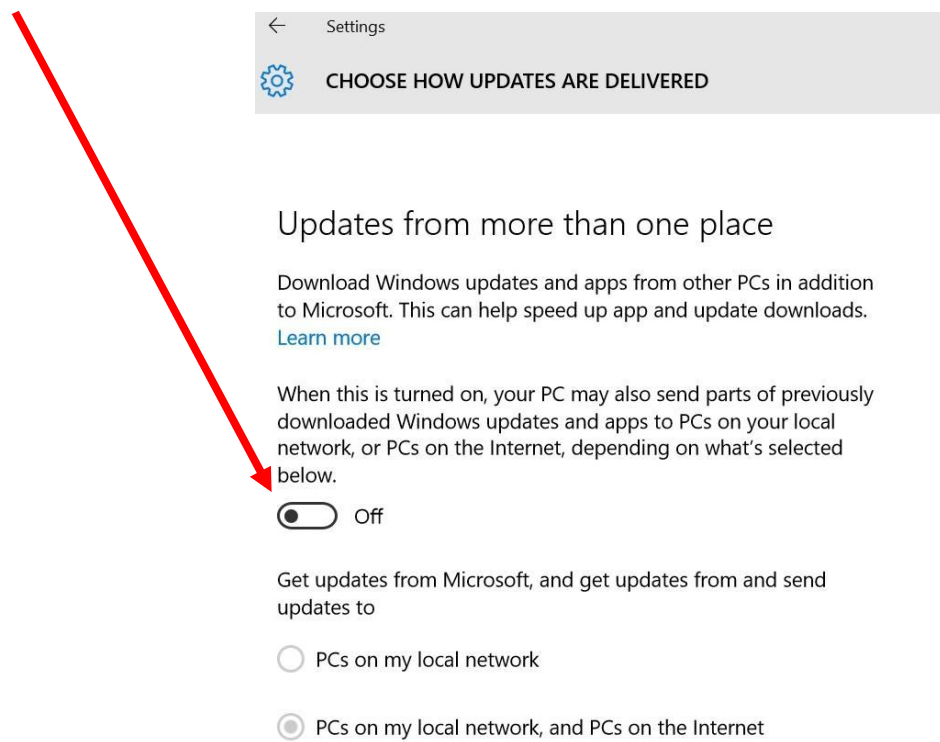 Settings
CHOOSE HOW UPDATES ARE DELIVERED
Updates from more than one place
Download Windows updates and apps from other PCs in addition
to Microsoft. This can help speed up app and update downloads.
Learn more
When this is turned on, your PC may also send parts of previously
downloaded Windows updates and apps to PCs on your local
network, or PCs on the Internet, depending on what’s selected
below.
Off
Get updates from Microsoft, and get updates from and send
updates to
PCs on my local network
PCs on my local network, and PCs on the Internet